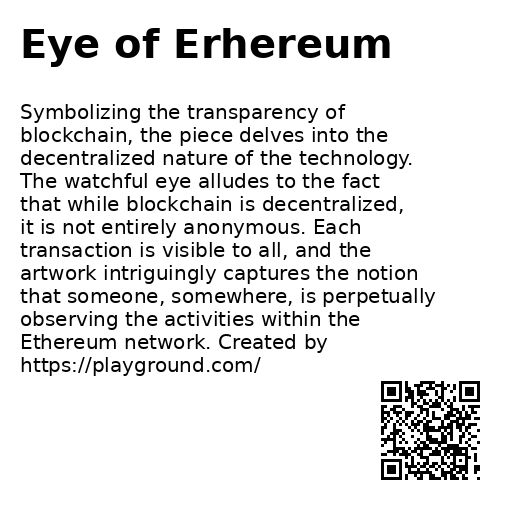 Eye of Erhereum
Symbolizing the transparency of
blockchain, the piece delves into the
decentralized nature of the technology.
The watchful eye alludes to the fact
that while blockchain is decentralized,
it is not entirely anonymous. Each
transaction is visible to all, and the
artwork intriguingly captures the notion
that someone, somewhere, is perpetually
observing the activities within the
Ethereum network. Created by
https://playground.com/